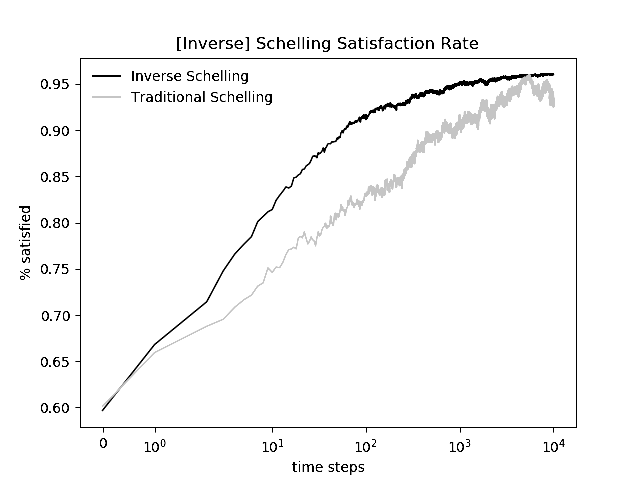 [Inverse] Schelling Satisfaction Rate
Inverse Schelling
Traditional Schelling
% satisfied
0.95
0.90
0.85
0.80
0.75
0.70
0.65
0.60
0 10⁰ 10¹ 10² 10³ 10⁴
time steps